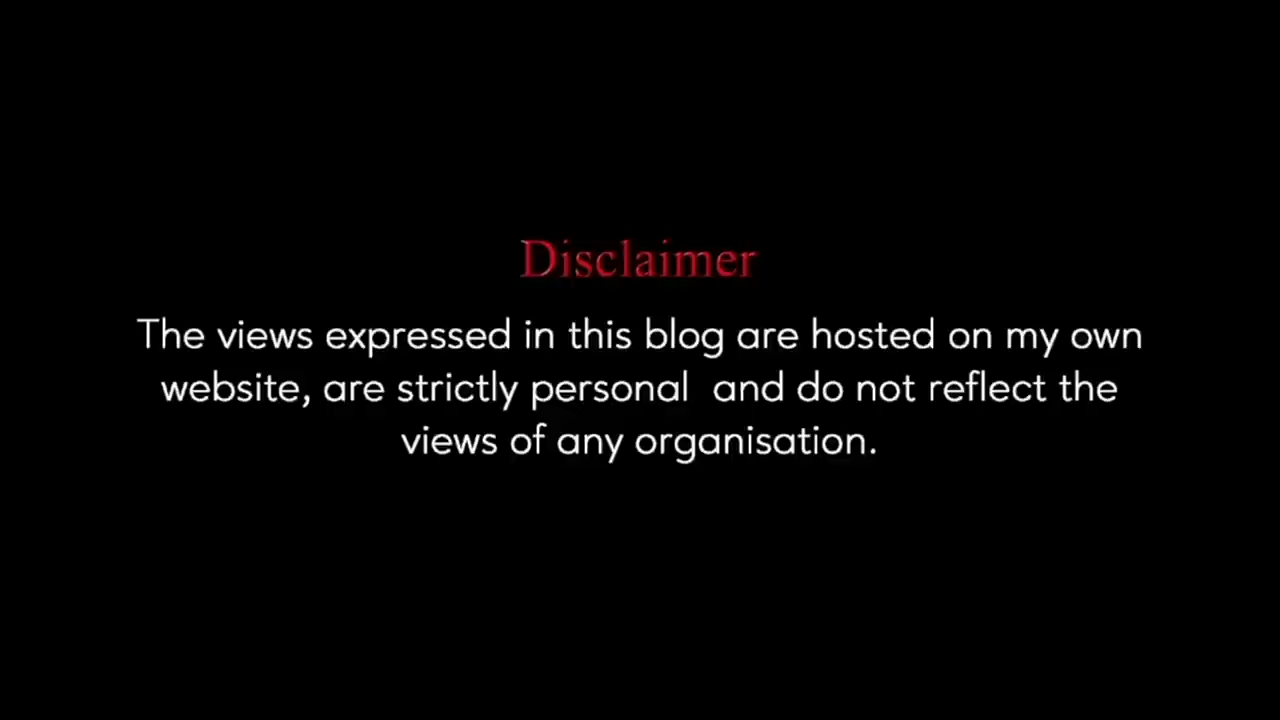 Disclaimer
The views expressed in this blog are hosted on my own
website, are strictly personal  and do not reflect the
views of any organisation.